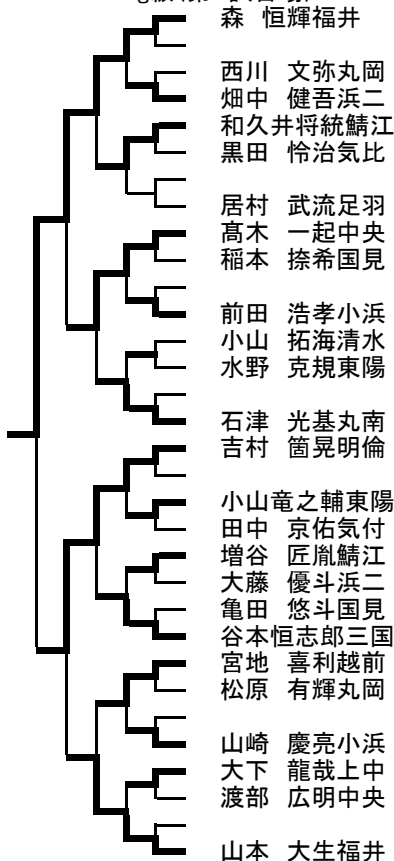 森 恒輝福井
西川 文弥丸岡
畑中 健吾浜二
和久井将統鯖江
黒田 怜治気比
居村 武流足羽
髙木 一起中央
稲本 捺希国見
前田 浩孝小浜
小山 拓海清水
水野 克規東陽
石津 光基丸南
吉村 箇晃明倫
小山竜之輔東陽
田中 京佑気付
増谷 匠胤鯖江
大藤 優斗浜二
亀田 悠斗国見
谷本恒志郎三国
宮地 喜利越前
松原 有輝丸岡
山崎 慶亮小浜
大下 龍哉上中
渡部 広明中央
山本 大生福井